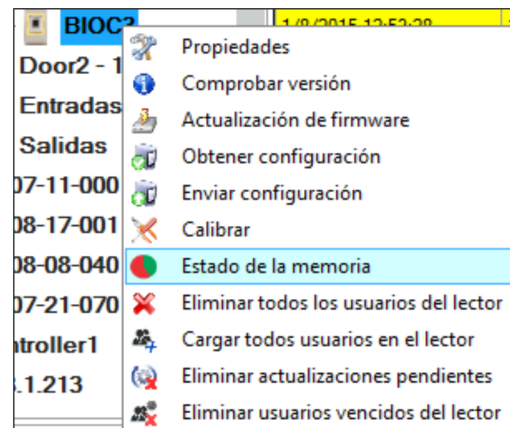 BIOC3
1/8/2015 12:52:28
Door2 - 1
Entradas
Salidas
07-11-000
08-17-001
08-08-040
07-21-070
ntroller1
.1.213
Propiedades
Comprobar versión
Actualización de firmware
Obtener configuración
Enviar configuración
Calibrar
Estado de la memoria
Eliminar todos los usuarios del lector
Cargar todos usuarios en el lector
Eliminar actualizaciones pendientes
Eliminar usuarios vencidos del lector